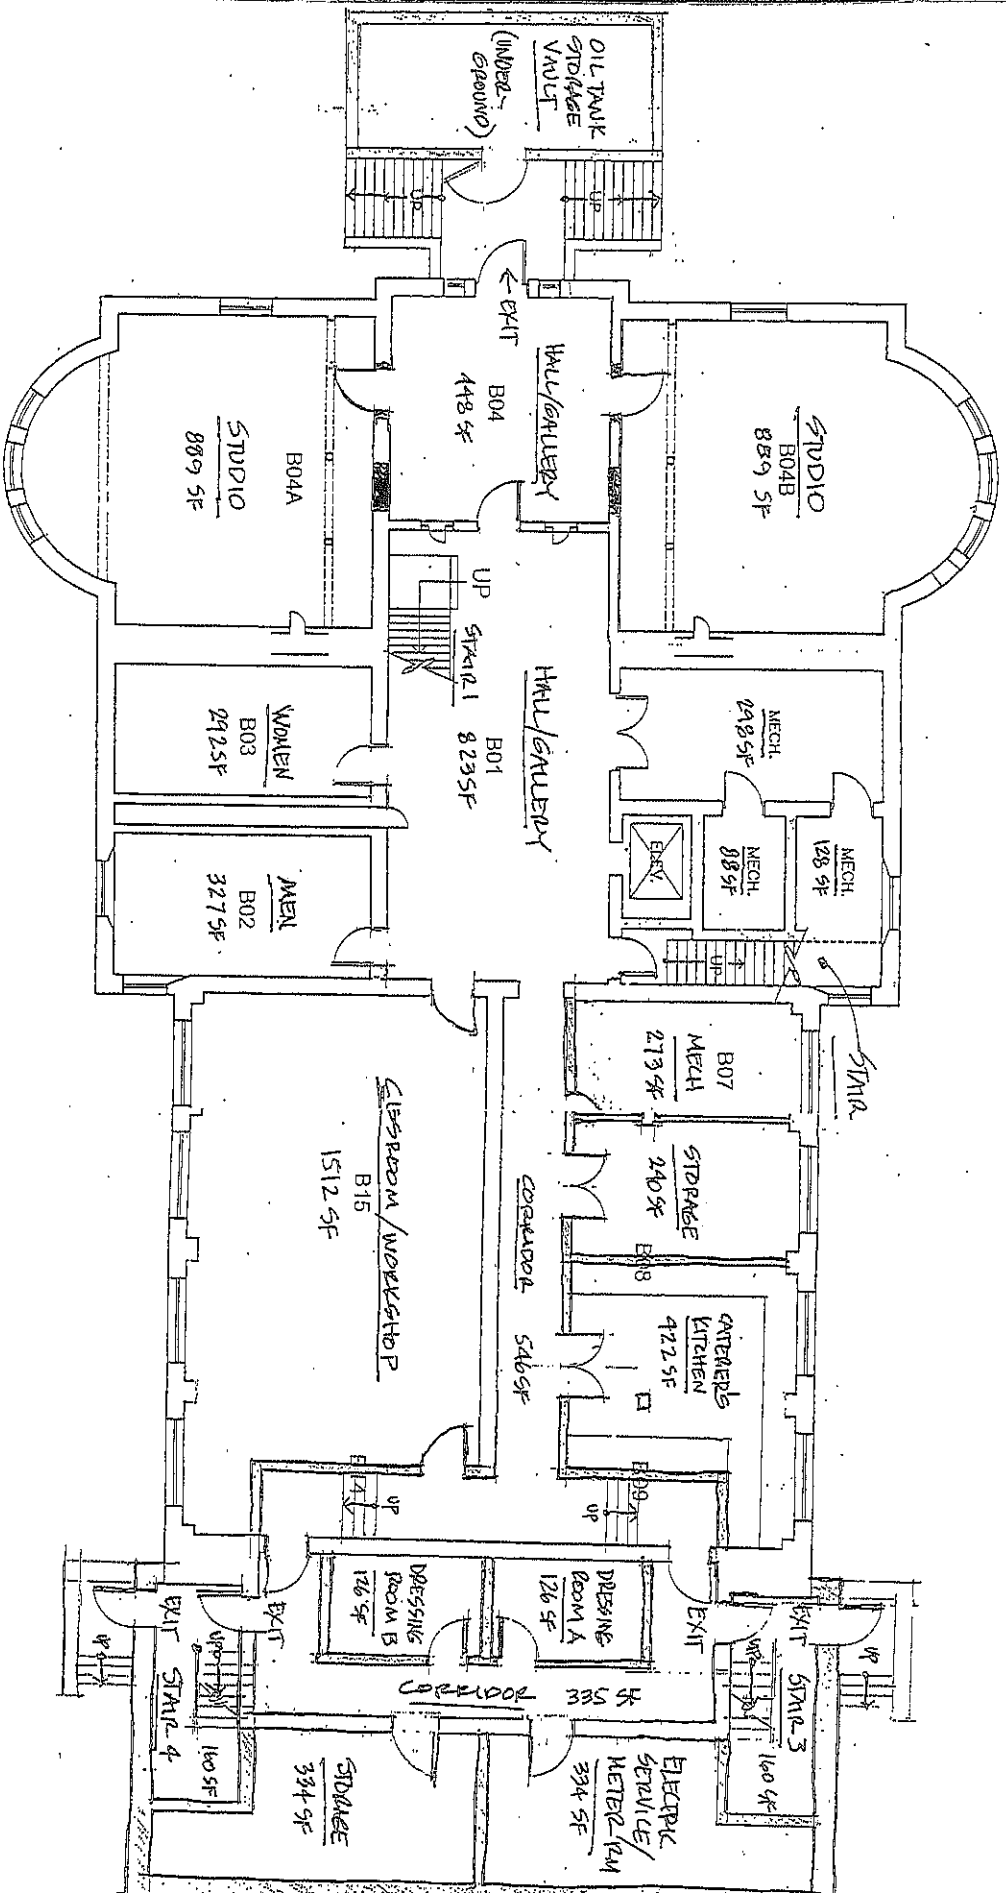 OIL TANK
STORAGE
VAULT
(UNDER-
GROUND)
UP
UP
← EXIT
HALL/GALLERY
B04
448 SF
STUDIO
B04B
889 SF
B04A
STUDIO
889 SF
UP
STAIR 1
HALL/GALLERY
B01
823 SF
MECH.
298 SF
MECH.
88 SF
MECH.
128 SF
ELEV.
UP
STAIR
WOMEN
B03
292 SF
MEN
B02
327 SF
B07
MECH
273 SF
STORAGE
240 SF
B08
CATERER'S
KITCHEN
422 SF
B09
CORRIDOR 546 SF
CLSSROOM/WORKSHOP
B15
1512 SF
B14
UP
UP
DRESSING
ROOM A
126 SF
DRESSING
ROOM B
126 SF
EXIT
EXIT
EXIT
EXIT
UP
UP
UP
UP
STAIR 3
160 SF
STAIR 4
160 SF
CORRIDOR 335 SF
ELECTRIC
SERVICE/
METER/RM
334 SF
STORAGE
334 SF